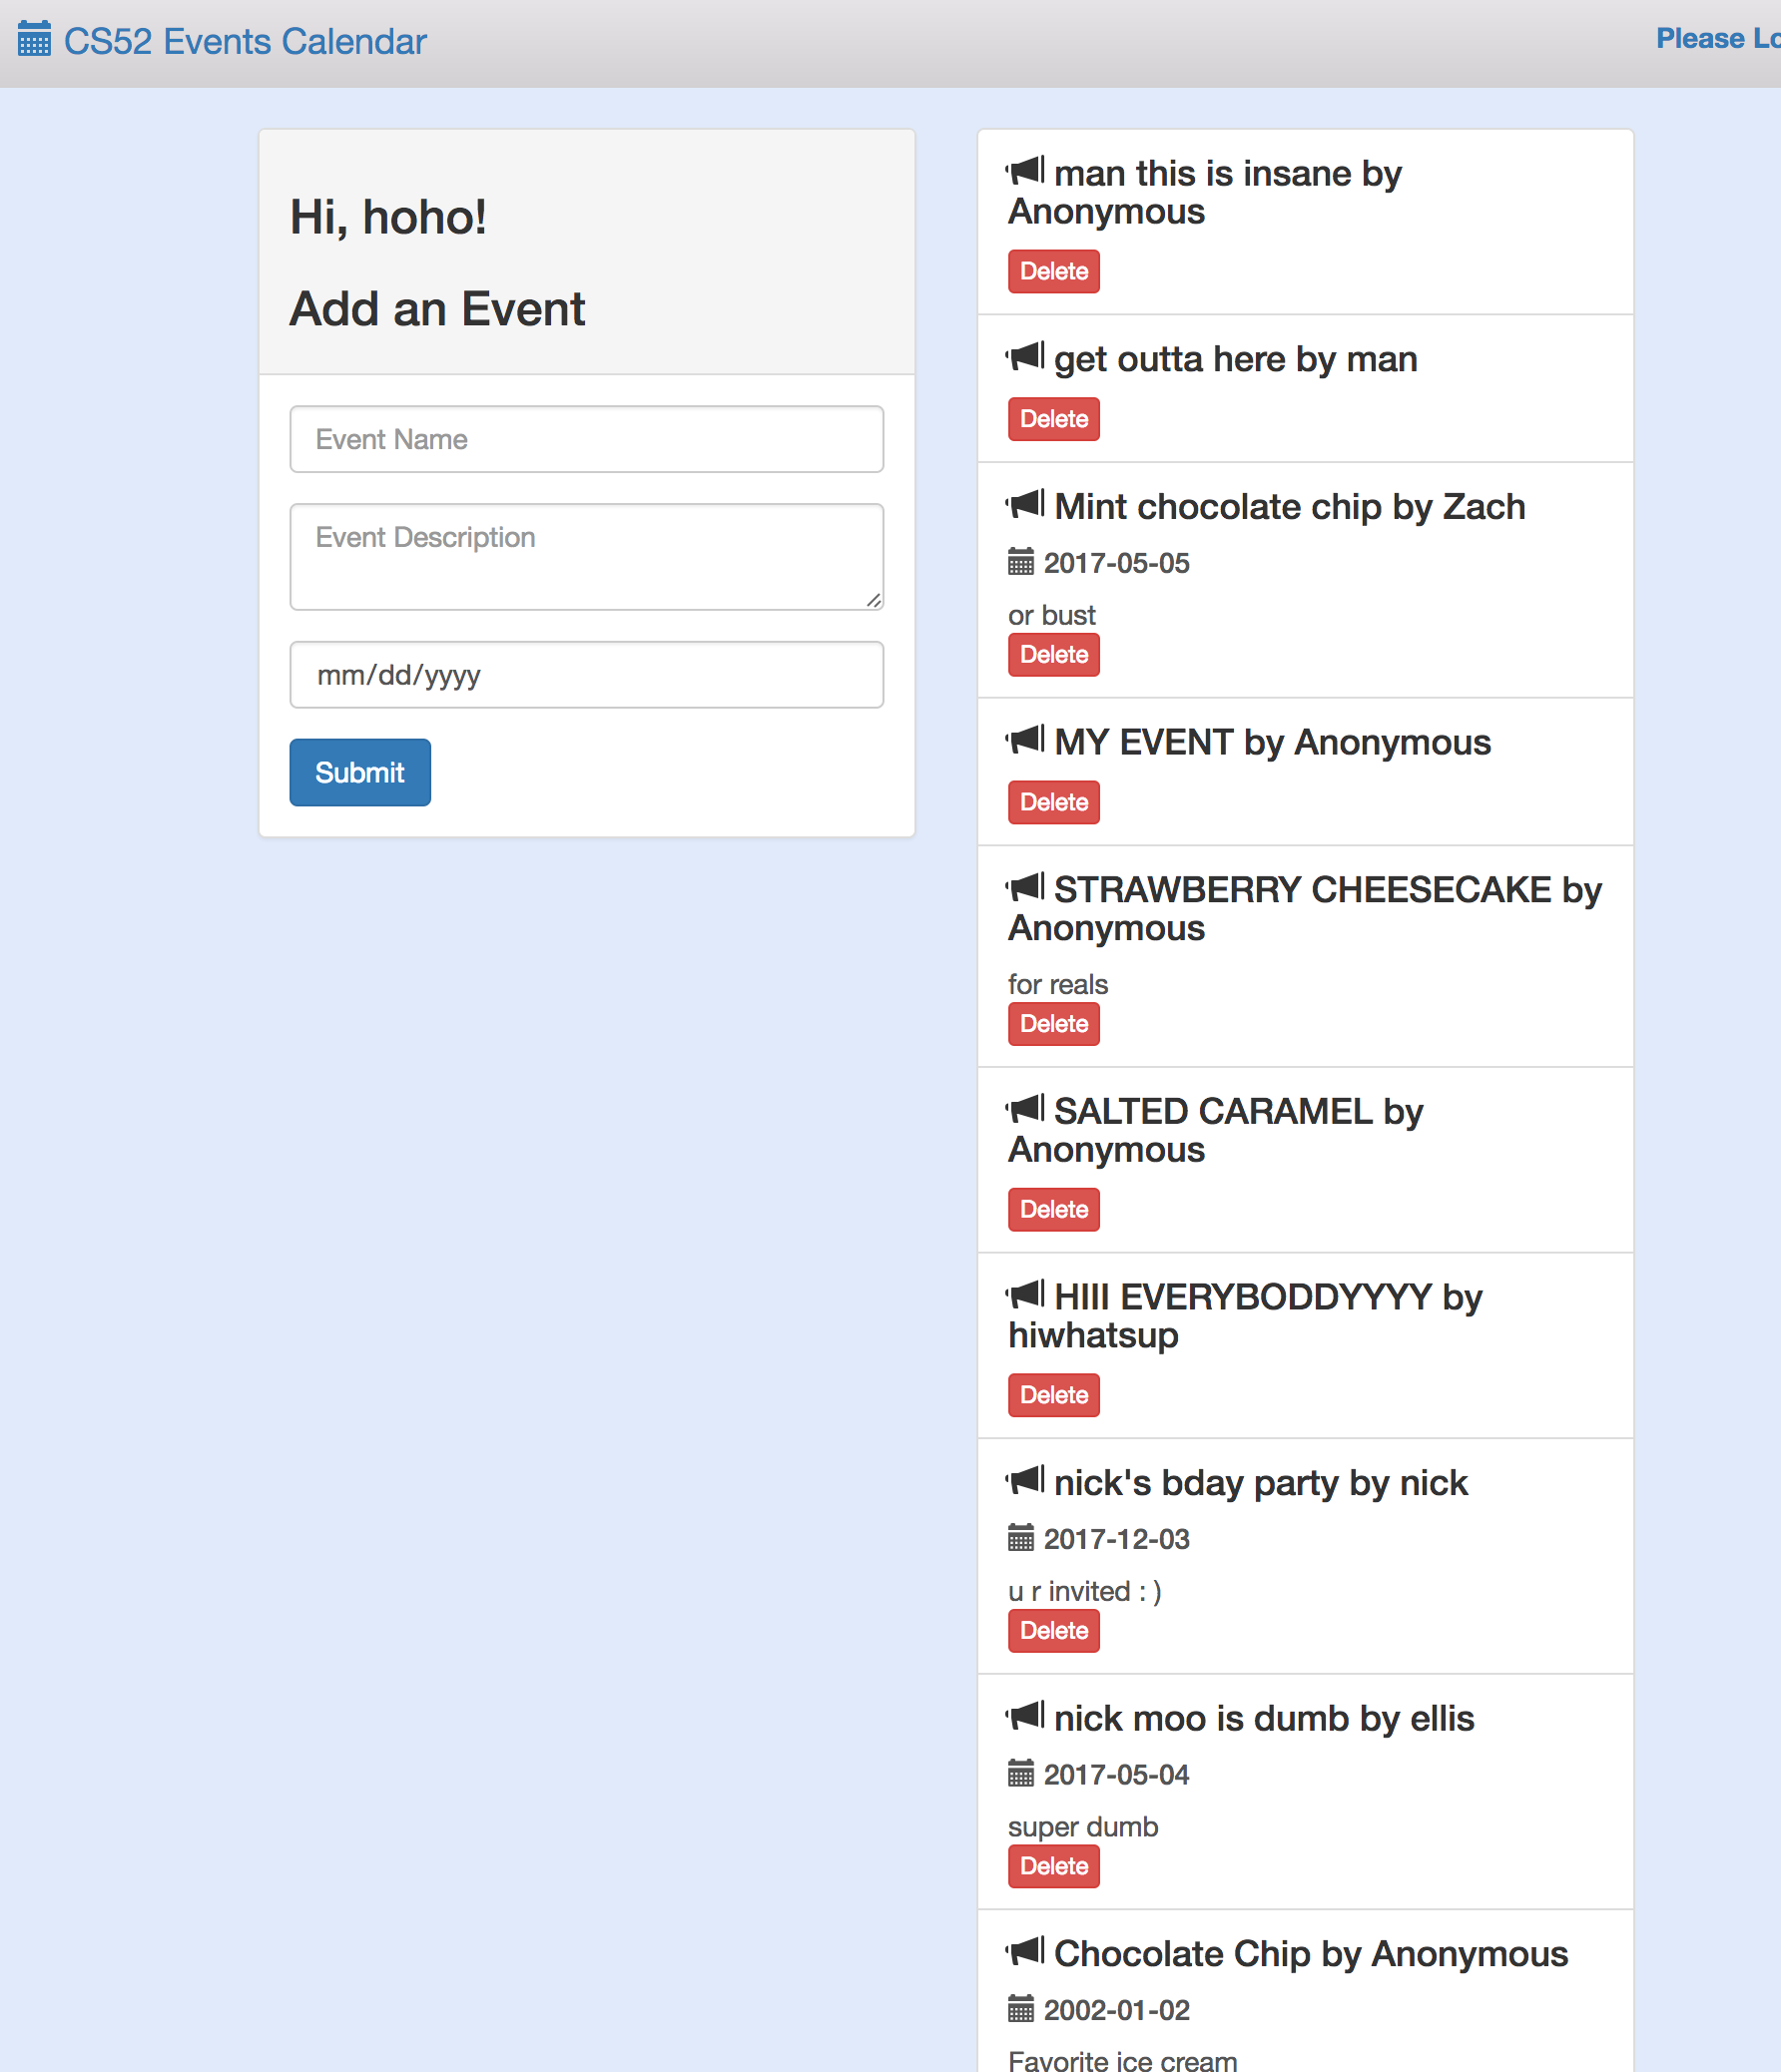 CS52 Events Calendar
Please
Hi, hoho!
Add an Event
Event Name
Event Description
mm/dd/yyyy
Submit
man this is insane by
Anonymous
Delete
get outta here by man
Delete
Mint chocolate chip by Zach
2017-05-05
or bust
Delete
MY EVENT by Anonymous
Delete
STRAWBERRY CHEESECAKE by
Anonymous
for reals
Delete
SALTED CARAMEL by
Anonymous
Delete
HIII EVERYBODDYYYY by
hiwhatsup
Delete
nick's bday party by nick
2017-12-03
u r invited : )
Delete
nick moo is dumb by ellis
2017-05-04
super dumb
Delete
Chocolate Chip by Anonymous
2002-01-02
Favorite ice cream